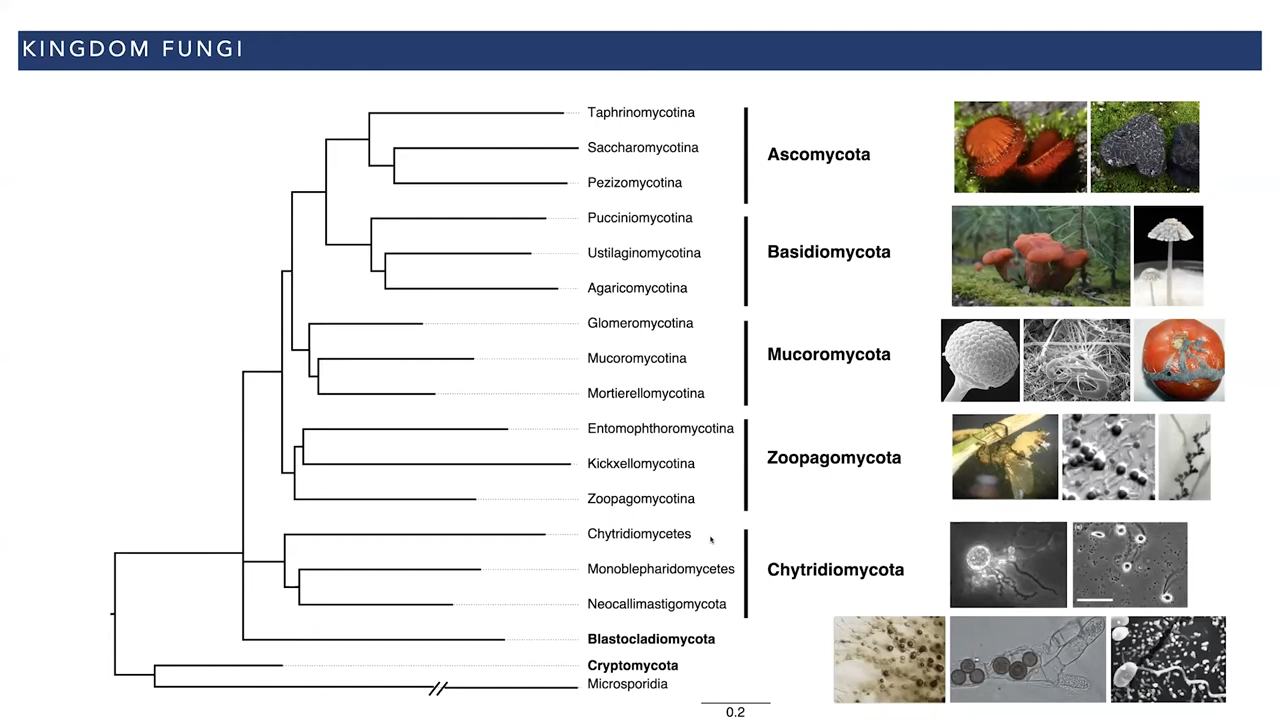 KINGDOM FUNGI
Taphrinomycotina
Saccharomycotina
Pezizomycotina
Ascomycota
Pucciniomycotina
Ustilaginomycotina
Agaricomycotina
Basidiomycota
Glomeromycotina
Mucoromycotina
Mortierellomycotina
Mucoromycota
Entomophthoromycotina
Kickxellomycotina
Zoopagomycotina
Zoopagomycota
Chytridiomycetes
Monoblepharidomycetes
Neocallimastigomycota
Chytridiomycota
Blastocladiomycota
Cryptomycota
Microsporidia
0.2